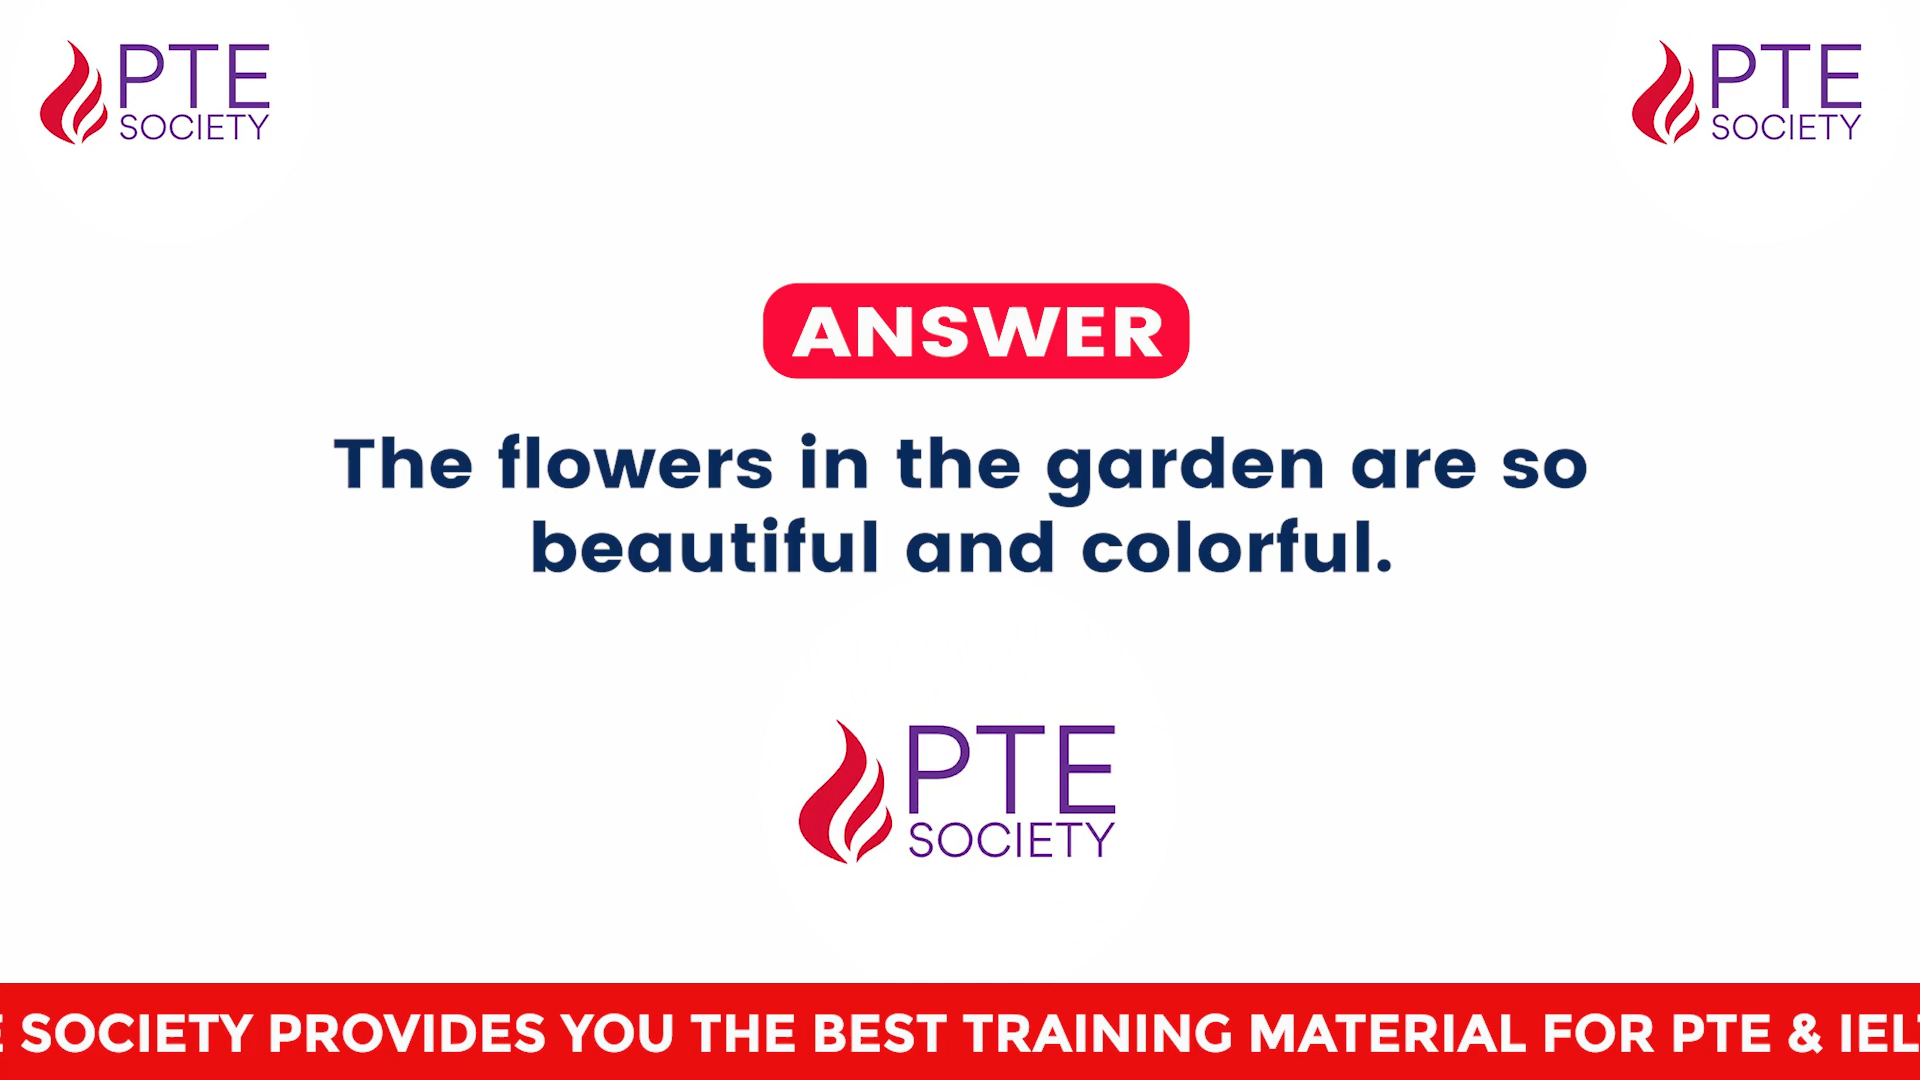 PTE
SOCIETY
PTE
SOCIETY
ANSWER
The flowers in the garden are so
beautiful and colorful.
PTE
SOCIETY
SOCIETY PROVIDES YOU THE BEST TRAINING MATERIAL FOR PTE &